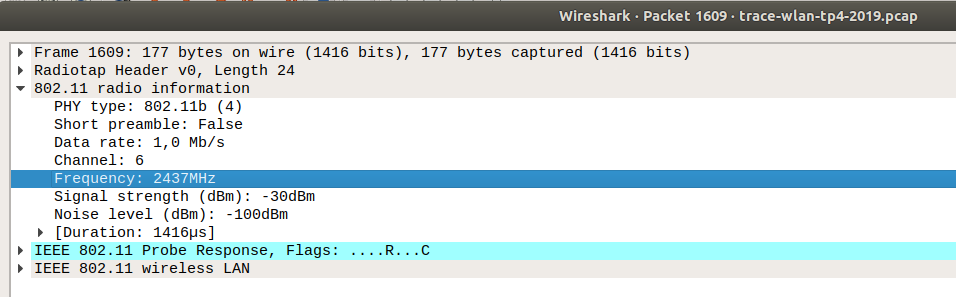 Wireshark · Packet 1609 · trace-wlan-tp4-2019.pcap
Frame 1609: 177 bytes on wire (1416 bits), 177 bytes captured (1416 bits)
Radiotap Header v0, Length 24
802.11 radio information
PHY type: 802.11b (4)
Short preamble: False
Data rate: 1,0 Mb/s
Channel: 6
Frequency: 2437MHz
Signal strength (dBm): -30dBm
Noise level (dBm): -100dBm
[Duration: 1416µs]
IEEE 802.11 Probe Response, Flags: ....R...C
IEEE 802.11 wireless LAN